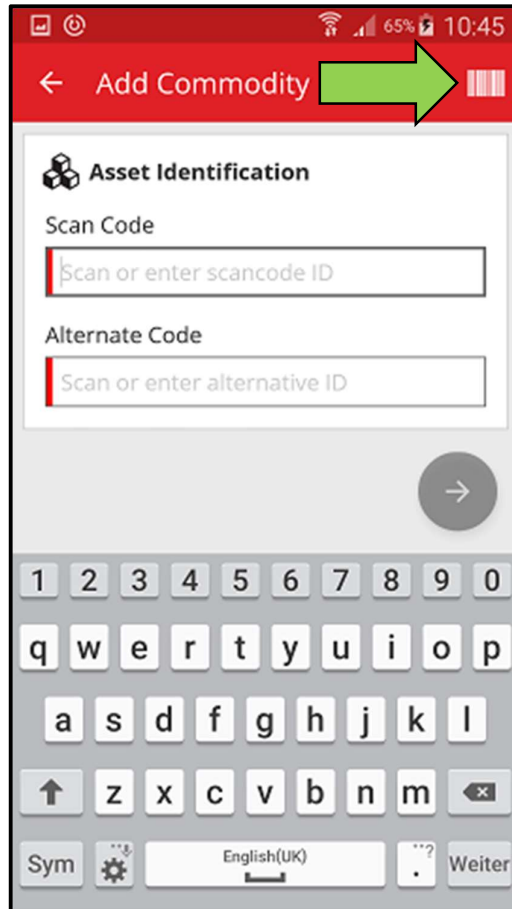 65% 10:45
Add Commodity
Asset Identification
Scan Code
Scan or enter scancode ID
Alternate Code
Scan or enter alternative ID
1 2 3 4 5 6 7 8 9 0
q w e r t y u i o p
a s d f g h j k l
z x c v b n m
Sym English(UK) . ? Weiter